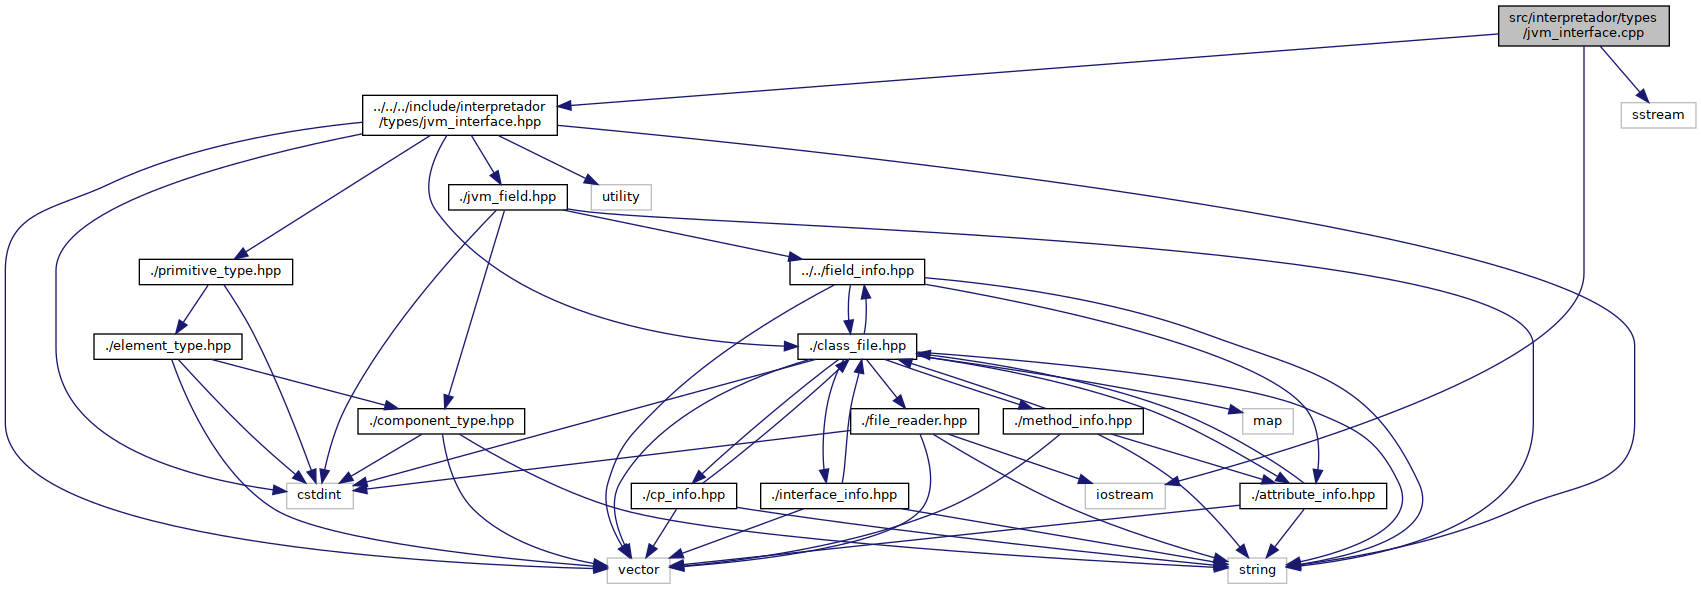 src/interpretador/types
/jvm_interface.cpp
../../../include/interpretador
/types/jvm_interface.hpp
sstream
./jvm_field.hpp
utility
./primitive_type.hpp
../../field_info.hpp
./element_type.hpp
./class_file.hpp
./component_type.hpp
./file_reader.hpp
./method_info.hpp
map
cstdint
./cp_info.hpp
./interface_info.hpp
iostream
./attribute_info.hpp
vector
string